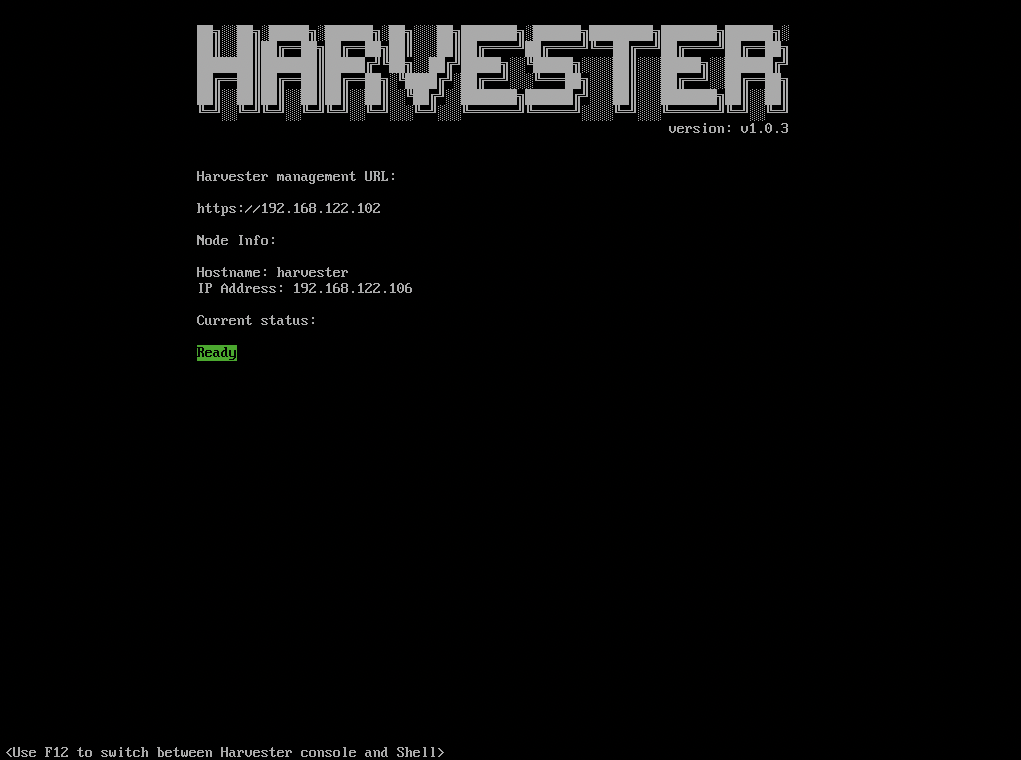 HARVESTER
version: v1.0.3
Harvester management URL:
https://192.168.122.102
Node Info:
Hostname: harvester
IP Address: 192.168.122.106
Current status:
Ready
<Use F12 to switch between Harvester console and Shell>